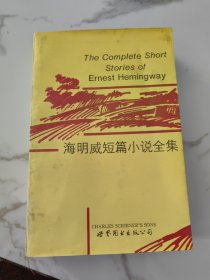 The Complete Short
Stories of
Ernest Hemingway
海明威短篇小说全集
CHARLES SCRIBNER'S SONS
世界图书出版公司